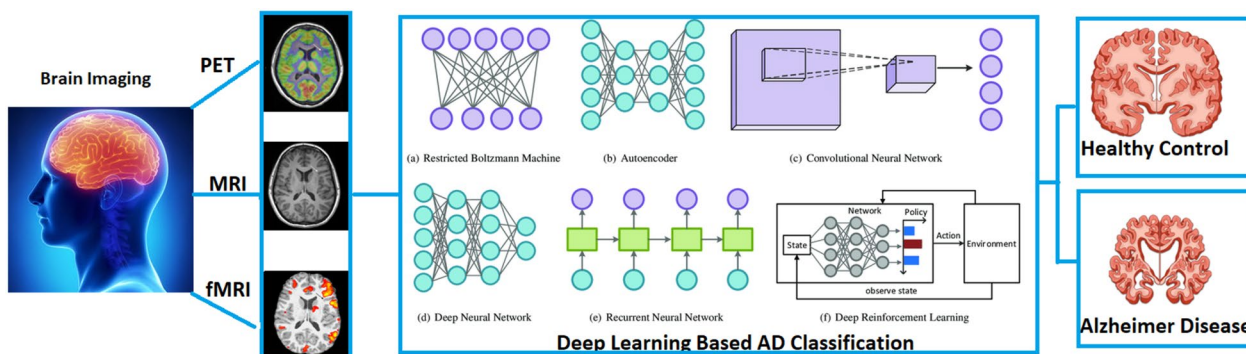 Brain Imaging
PET
MRI
fMRI
(a) Restricted Boltzmann Machine
(b) Autoencoder
(c) Convolutional Neural Network
Network
Policy
State
Action
Environment
observe state
(d) Deep Neural Network
(e) Recurrent Neural Network
(f) Deep Reinforcement Learning
Deep Learning Based AD Classification
Healthy Control
Alzheimer Disease